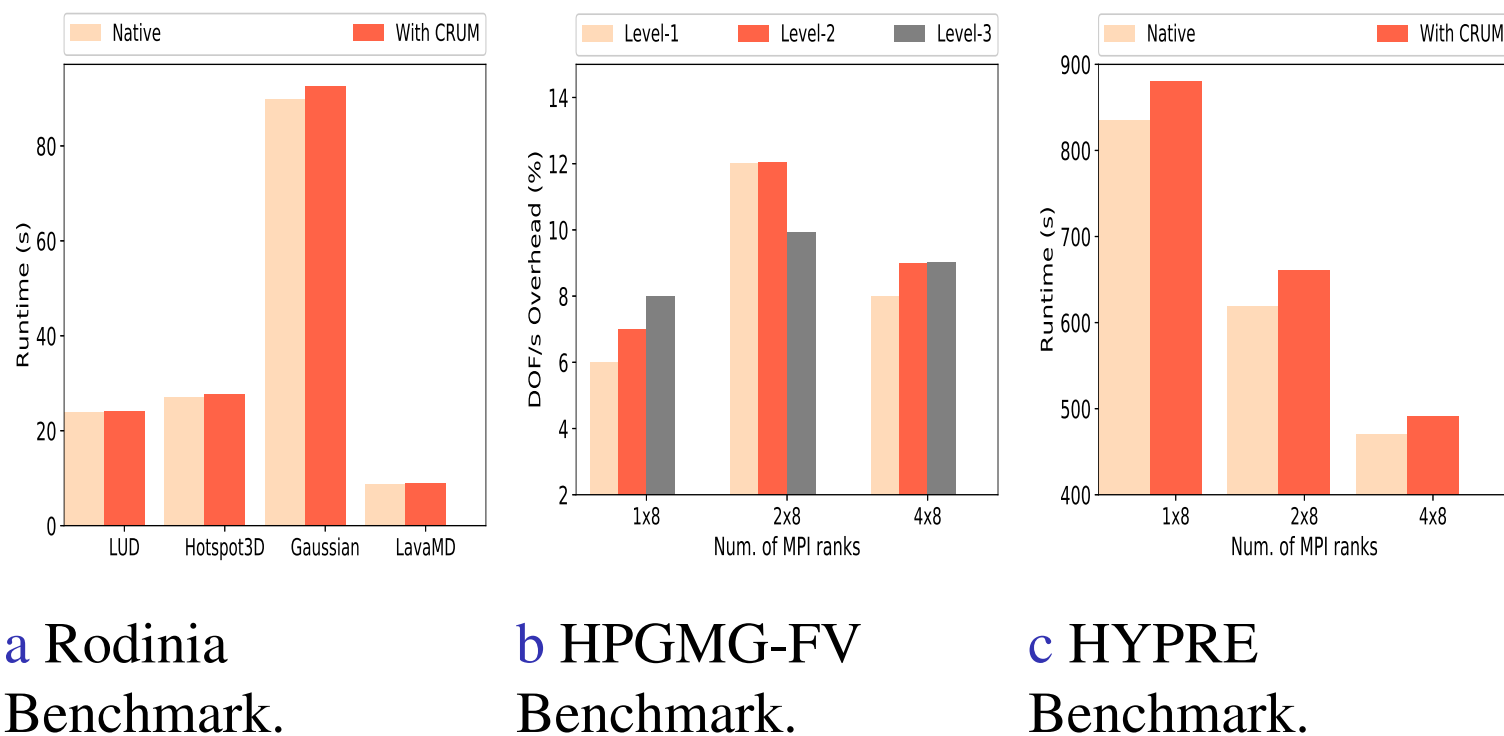 Native With CRUM
80
60
40
20
0
Runtime (s)
LUD Hotspot3D Gaussian LavaMD
a Rodinia
Benchmark.
Level-1 Level-2 Level-3
14
12
10
8
6
4
2
DOF/s Overhead (%)
1x8 2x8 4x8
Num. of MPI ranks
b HPGMG-FV
Benchmark.
Native With CRUM
900
800
700
600
500
400
Runtime (s)
1x8 2x8 4x8
Num. of MPI ranks
c HYPRE
Benchmark.